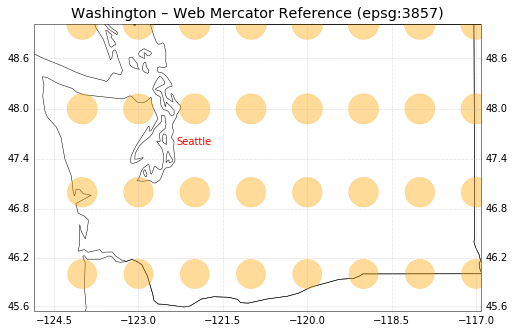 Washington – Web Mercator Reference (epsg:3857)
48.6 48.6
48.0 48.0
Seattle
47.4 47.4
46.8 46.8
46.2 46.2
45.6 45.6
−124.5 −123.0 −121.5 −120.0 −118.5 −117.0